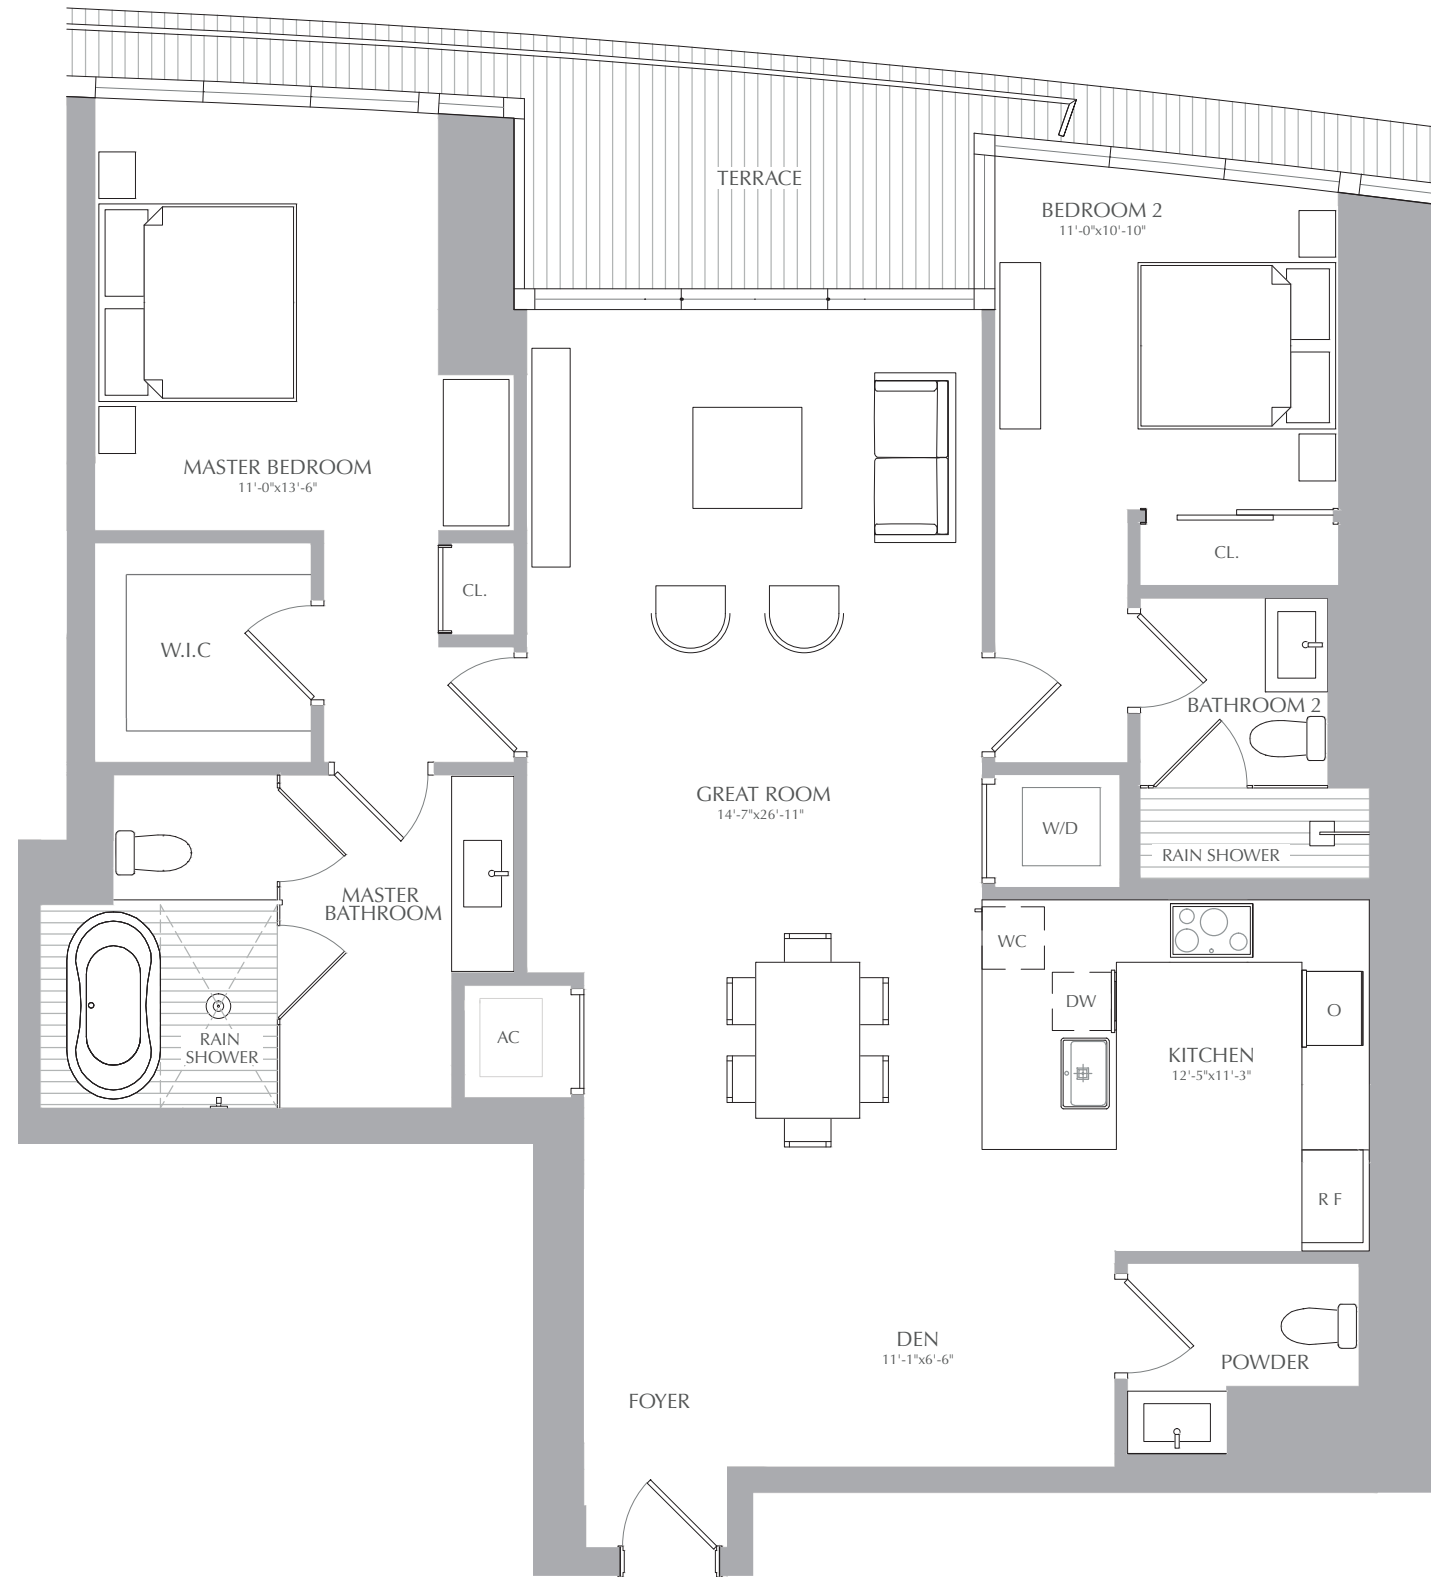 TERRACE
BEDROOM 2
11'-0"x10'-10"
MASTER BEDROOM
11'-0"x13'-6"
CL.
CL.
W.I.C
BATHROOM 2
GREAT ROOM
14'-7"x26'-11"
W/D
RAIN SHOWER
MASTER
BATHROOM
WC
DW
O
RAIN
SHOWER
AC
KITCHEN
12'-5"x11'-3"
R F
DEN
11'-1"x6'-6"
POWDER
FOYER